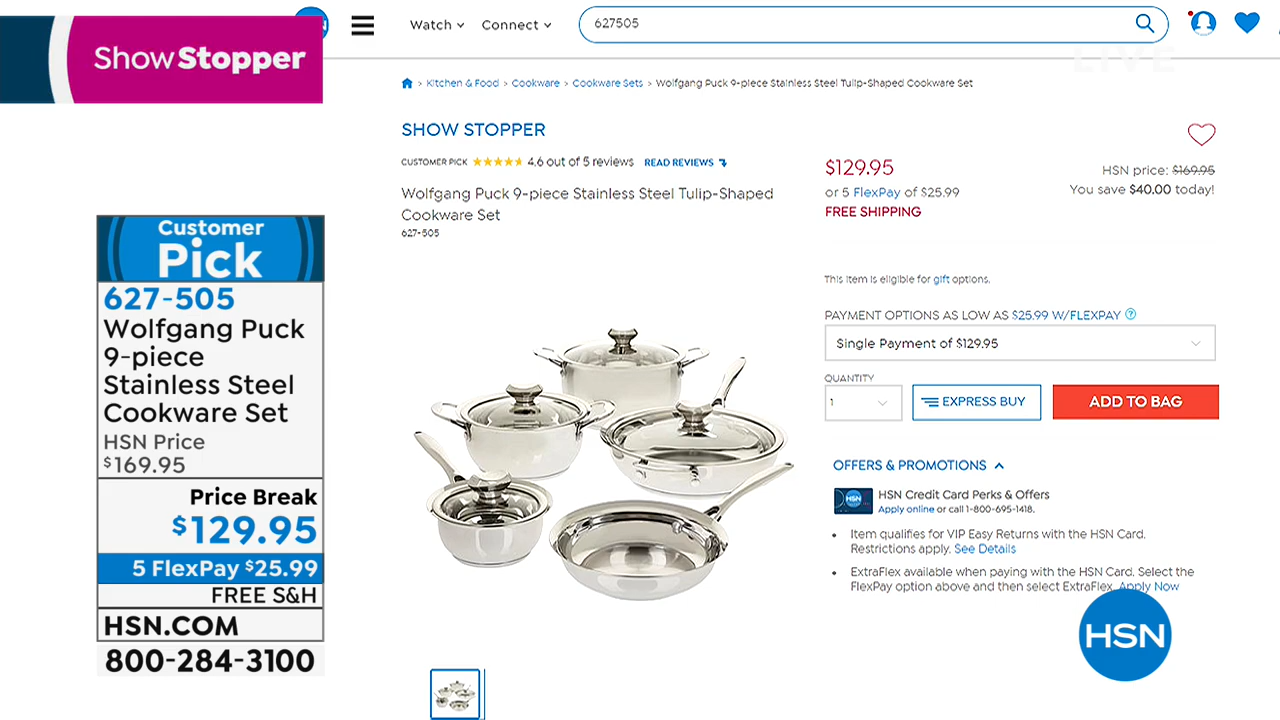 ShowStopper
Watch
Connect
627505
LIVE
Kitchen & Food > Cookware > Cookware Sets > Wolfgang Puck 9-piece Stainless Steel Tulip-Shaped Cookware Set
SHOW STOPPER
CUSTOMER PICK 4.6 out of 5 reviews READ REVIEWS
Wolfgang Puck 9-piece Stainless Steel Tulip-Shaped
Cookware Set
627-505
$129.95
or 5 FlexPay of $25.99
FREE SHIPPING
HSN price: $169.95
You save $40.00 today!
This item is eligible for gift options.
PAYMENT OPTIONS AS LOW AS $25.99 W/FLEXPAY ?
Single Payment of $129.95
QUANTITY
1
EXPRESS BUY
ADD TO BAG
OFFERS & PROMOTIONS
HSN
HSN Credit Card Perks & Offers
Apply online or call 1-800-695-1418.
• Item qualifies for VIP Easy Returns with the HSN Card.
Restrictions apply. See Details
• ExtraFlex available when paying with the HSN Card. Select the
FlexPay option above and then select ExtraFlex. Apply Now
HSN
Customer
Pick
627-505
Wolfgang Puck
9-piece
Stainless Steel
Cookware Set
HSN Price
$169.95
Price Break
$129.95
5 FlexPay $25.99
FREE S&H
HSN.COM
800-284-3100